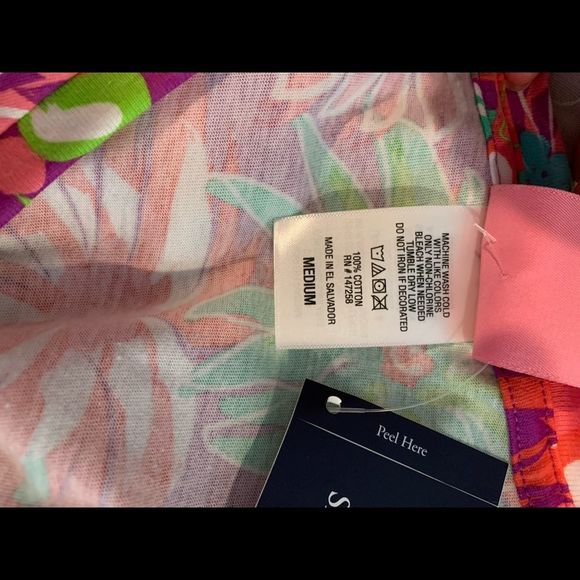 MACHINE WASH COLD
WITH LIKE COLORS
ONLY NON-CHLORINE
BLEACH WHEN NEEDED
TUMBLE DRY LOW
DO NOT IRON IF DECORATED
100% COTTON
RN # 147258
MADE IN EL SALVADOR
MEDIUM
Peel Here
S